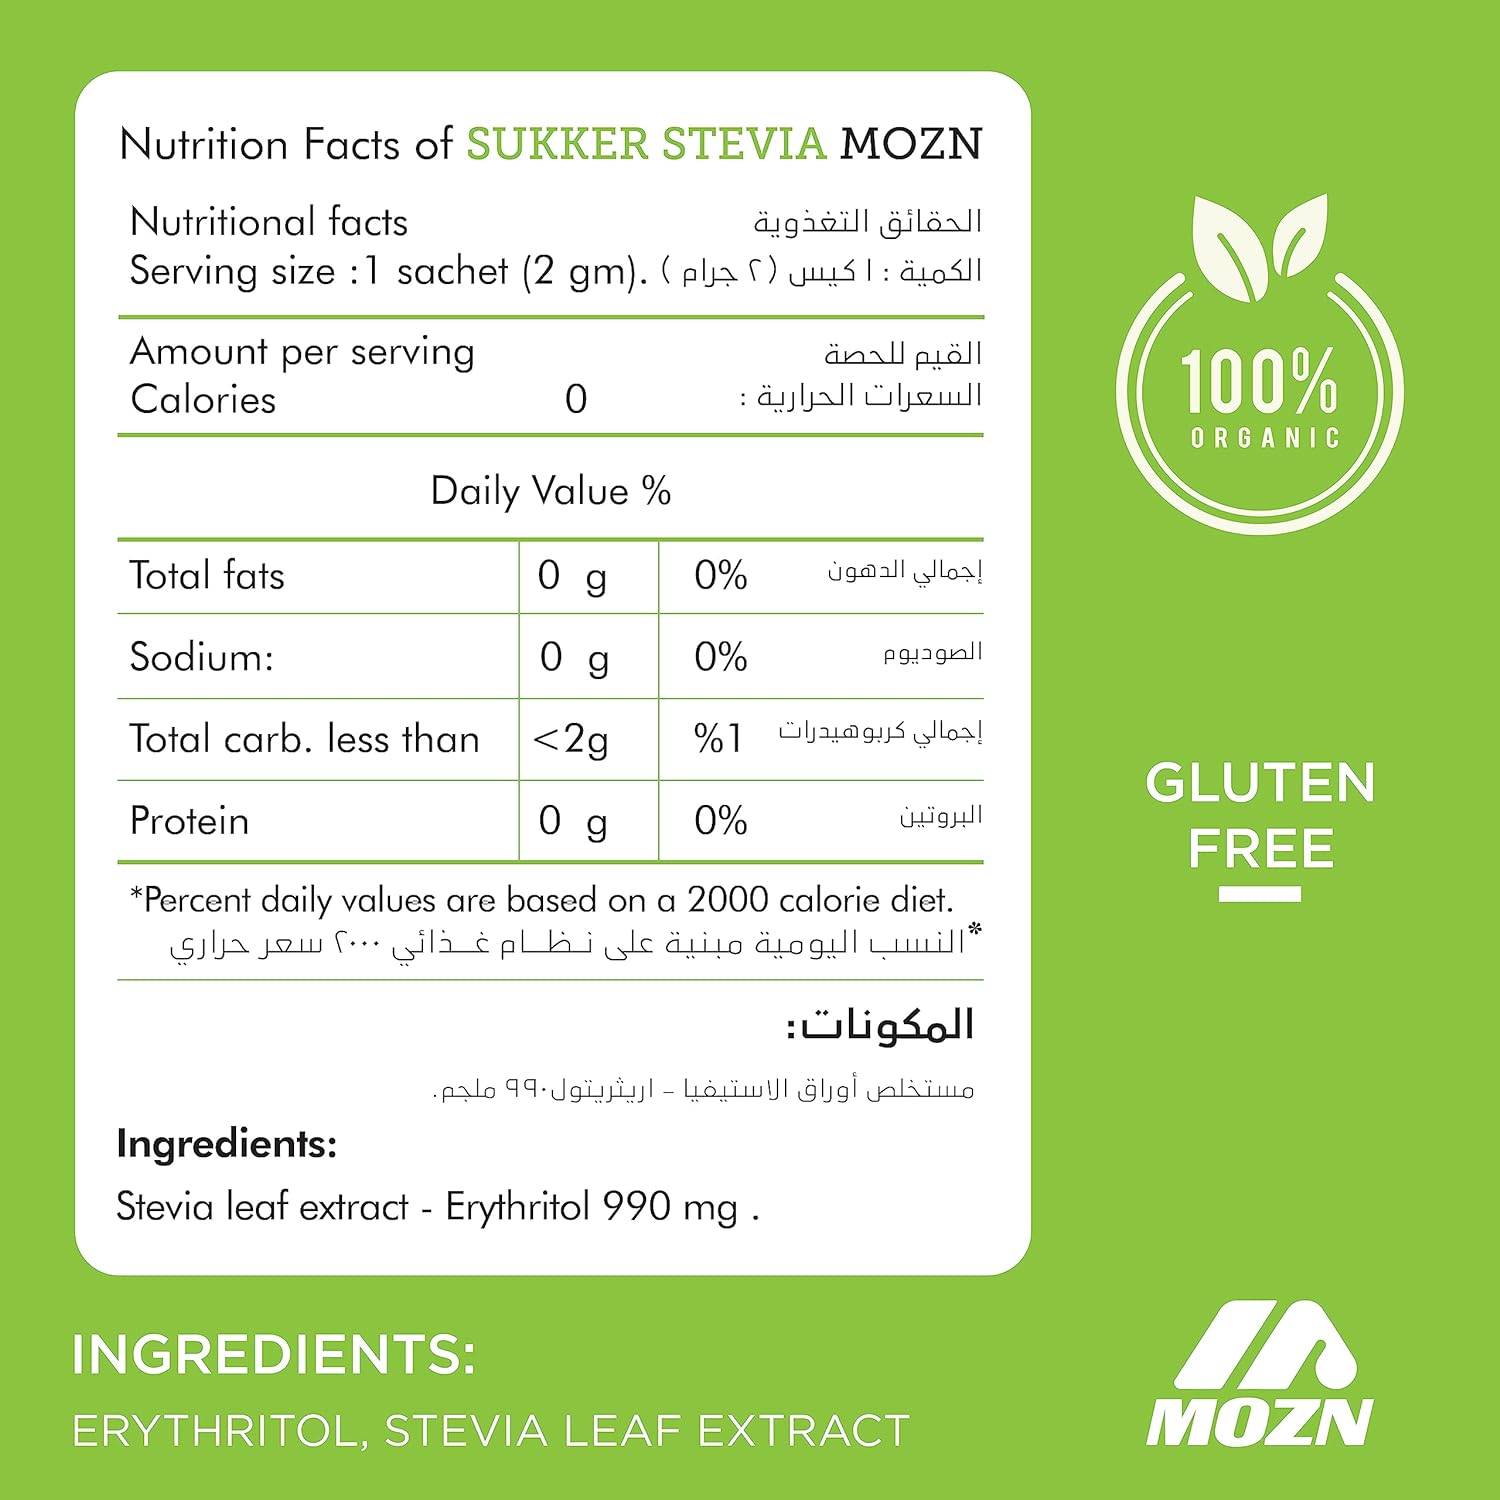 Nutrition Facts of SUKKER STEVIA MOZN
Nutritional facts الحقائق التغذوية
Serving size :1 sachet (2 gm). الكمية : ١ كيس (٢ جرام )
Amount per serving القيم للحصة
Calories 0 السعرات الحرارية :
Daily Value %
Total fats 0 g 0% إجمالي الدهون
Sodium: 0 g 0% الصوديوم
Total carb. less than <2g %1 إجمالي كربوهيدرات
Protein 0 g 0% البروتين
*Percent daily values are based on a 2000 calorie diet.
*النسب اليومية مبنية على نـظــام غــذائي ٢٠٠٠ سعر حراري
المكونات:
مستخلص أوراق الاستيفيا - اريثريتول٩٩٠ ملجم.
Ingredients:
Stevia leaf extract - Erythritol 990 mg .
100%
ORGANIC
GLUTEN
FREE
INGREDIENTS:
ERYTHRITOL, STEVIA LEAF EXTRACT
MOZN